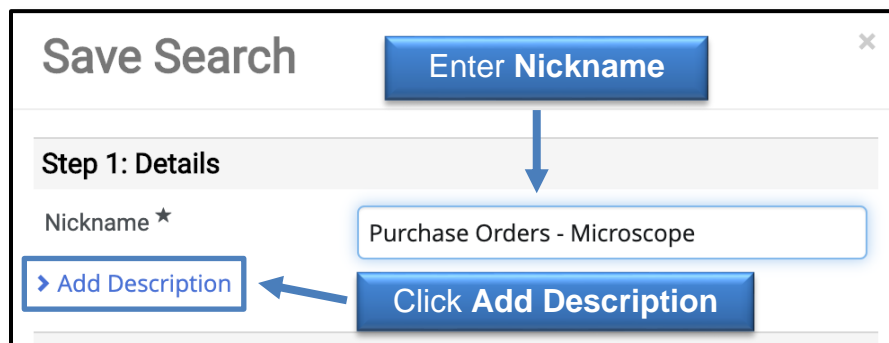 Save Search
×
Enter Nickname
Step 1: Details
Nickname ★
Purchase Orders - Microscope
> Add Description
Click Add Description